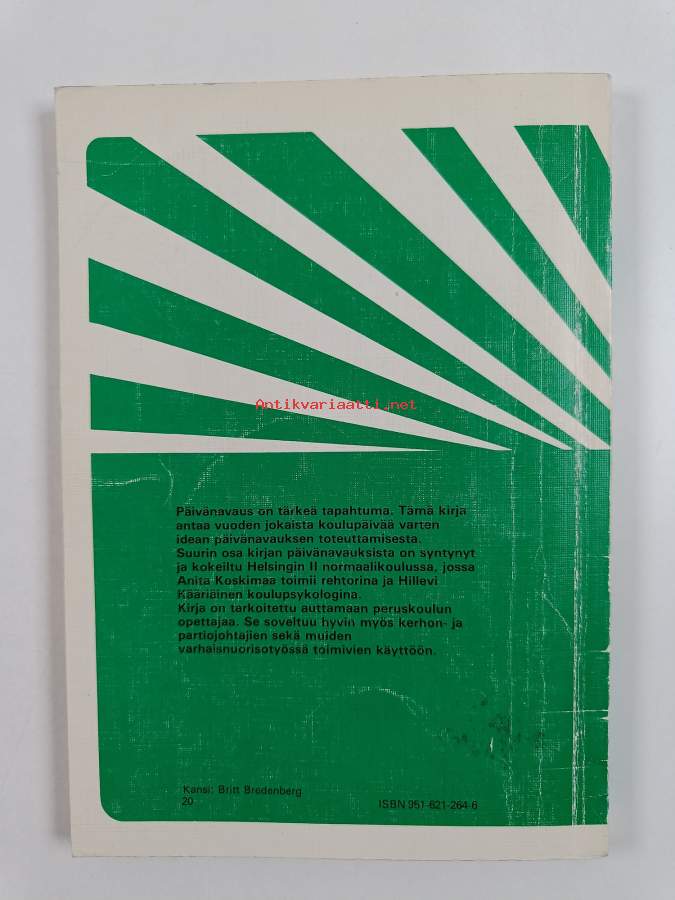 Antikvariaatti.net
Päivänavaus on tärkeä tapahtuma. Tämä kirja
antaa vuoden jokaista koulupäivää varten
idean päivänavauksen toteuttamisesta.
Suurin osa kirjan päivänavauksista on syntynyt
ja kokeiltu Helsingin II normaalikoulussa, jossa
Anita Koskimaa toimii rehtorina ja Hillevi
Kääriäinen koulupsykologina.
Kirja on tarkoitettu auttamaan peruskoulun
opettajaa. Se soveltuu hyvin myös kerhon- ja
partiojohtajien sekä muiden
varhaisnuorisotyössä toimivien käyttöön.
Kansi: Britt Bredenberg
20.
ISBN 951-621-264-6